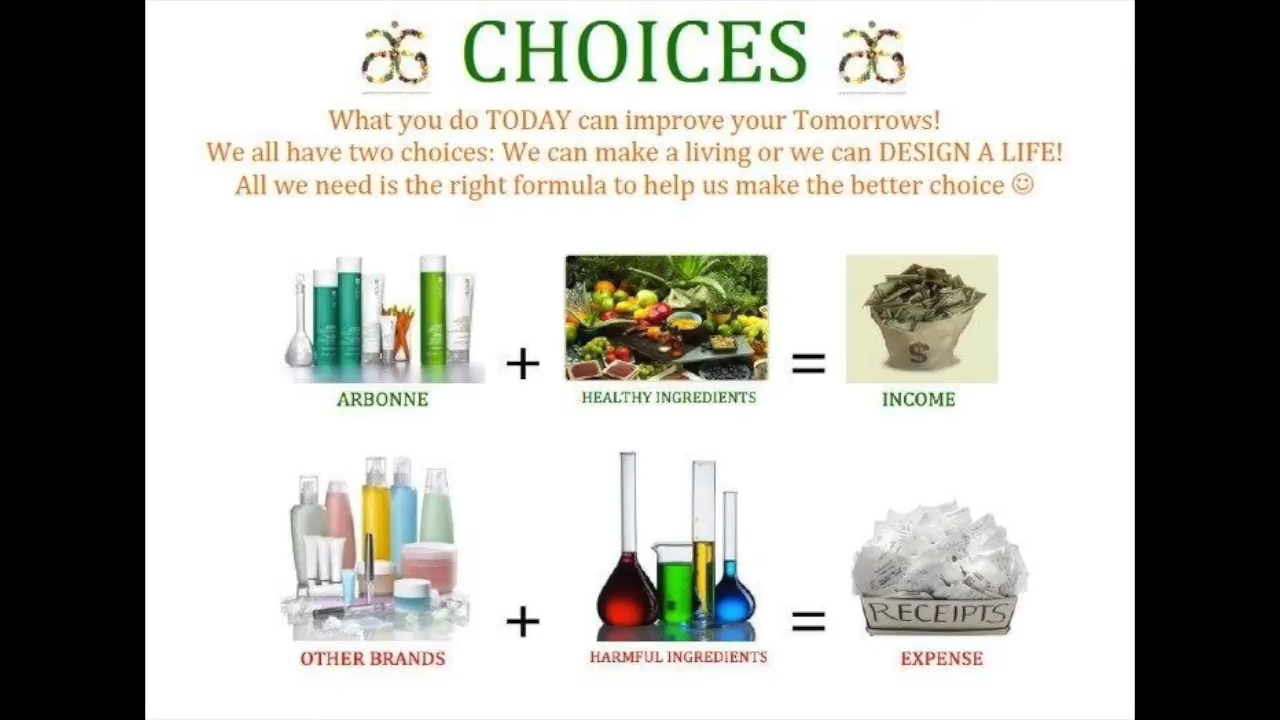 CHOICES
What you do TODAY can improve your Tomorrows!
We all have two choices: We can make a living or we can DESIGN A LIFE!
All we need is the right formula to help us make the better choice ☺
+ =
$
ARBONNE HEALTHY INGREDIENTS INCOME
+ =
RECEIPTS
OTHER BRANDS HARMFUL INGREDIENTS EXPENSE